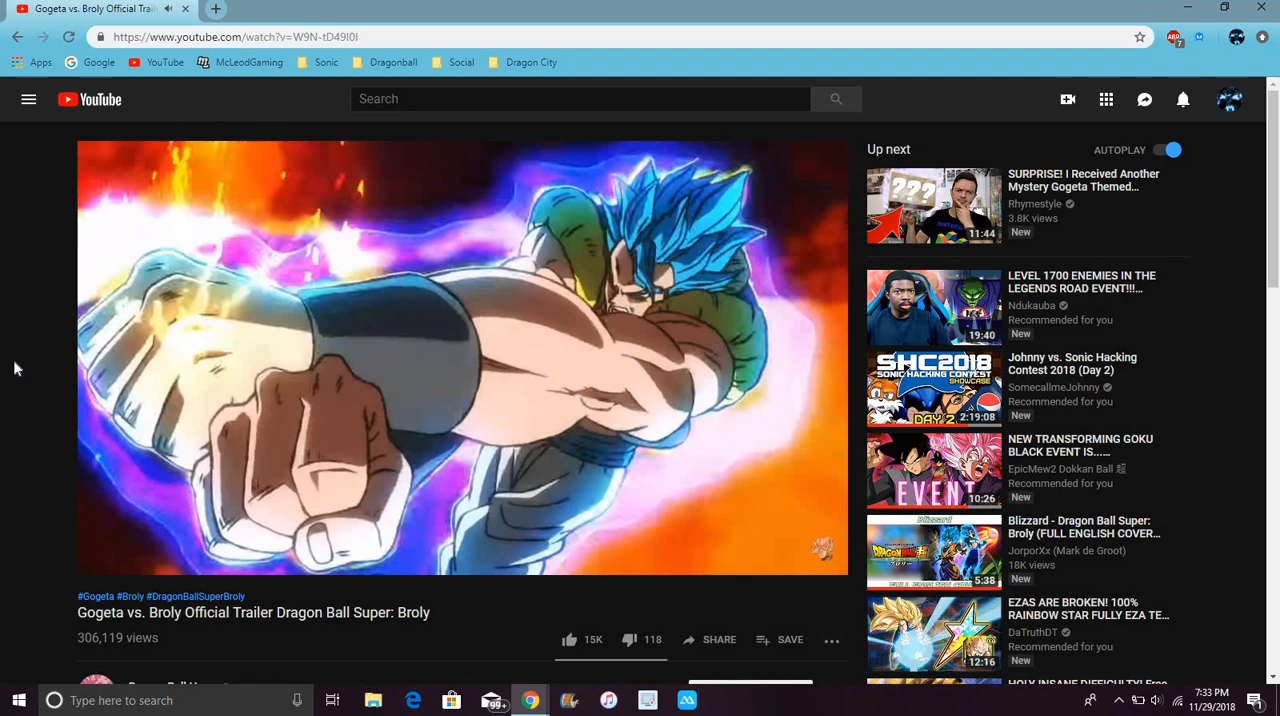 Gogeta vs. Broly Official Trail
https://www.youtube.com/watch?v=W9N-tD49I0I
7
Apps Google YouTube McLeodGaming Sonic Dragonball Social Dragon City
YouTube
Search
Up next
AUTOPLAY
???
11:44
SURPRISE! I Received Another
Mystery Gogeta Themed...
Rhymestyle
3.8K views
New
19:40
LEVEL 1700 ENEMIES IN THE
LEGENDS ROAD EVENT!!!...
Ndukauba
Recommended for you
New
SHC2018
SONIC HACKING CONTEST
SHOWCASE
DAY 2
2:19:08
Johnny vs. Sonic Hacking
Contest 2018 (Day 2)
SomecallmeJohnny
Recommended for you
New
EVENT
10:26
NEW TRANSFORMING GOKU
BLACK EVENT IS......
EpicMew2 Dokkan Ball 超
Recommended for you
New
Blizzard
5:38
Blizzard - Dragon Ball Super:
Broly (FULL ENGLISH COVER...
JorporXx (Mark de Groot)
18K views
New
12:16
EZAS ARE BROKEN! 100%
RAINBOW STAR FULLY EZA TE...
DaTruthDT
Recommended for you
New
#Gogeta #Broly #DragonBallSuperBroly
Gogeta vs. Broly Official Trailer Dragon Ball Super: Broly
306,119 views
15K 118 SHARE SAVE
Type here to search
99+
7:33 PM
11/29/2018
1